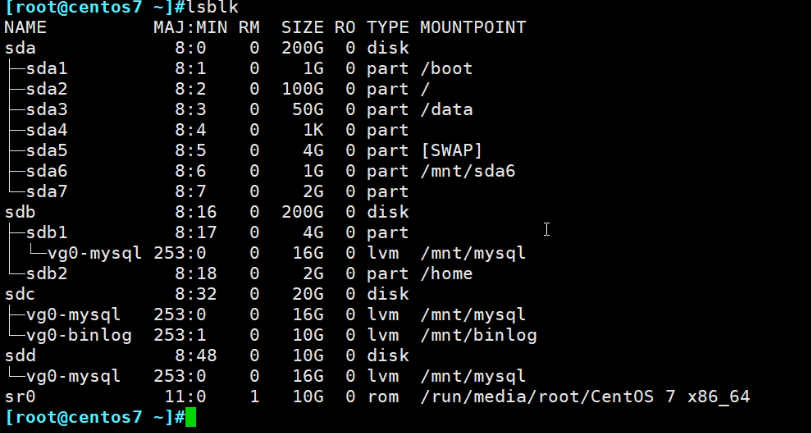 [root@centos7 ~]#lsblk
NAME           MAJ:MIN RM  SIZE RO TYPE MOUNTPOINT
sda              8:0    0  200G  0 disk
├─sda1           8:1    0    1G  0 part /boot
├─sda2           8:2    0  100G  0 part /
├─sda3           8:3    0   50G  0 part /data
├─sda4           8:4    0    1K  0 part
├─sda5           8:5    0    4G  0 part [SWAP]
├─sda6           8:6    0    1G  0 part /mnt/sda6
└─sda7           8:7    0    2G  0 part
sdb              8:16   0  200G  0 disk
├─sdb1           8:17   0    4G  0 part
│ └─vg0-mysql 253:0    0   16G  0 lvm  /mnt/mysql
└─sdb2           8:18   0    2G  0 part /home
sdc              8:32   0   20G  0 disk
├─vg0-mysql   253:0    0   16G  0 lvm  /mnt/mysql
└─vg0-binlog  253:1    0   10G  0 lvm  /mnt/binlog
sdd              8:48   0   10G  0 disk
└─vg0-mysql   253:0    0   16G  0 lvm  /mnt/mysql
sr0             11:0    1   10G  0 rom  /run/media/root/CentOS 7 x86_64
[root@centos7 ~]#